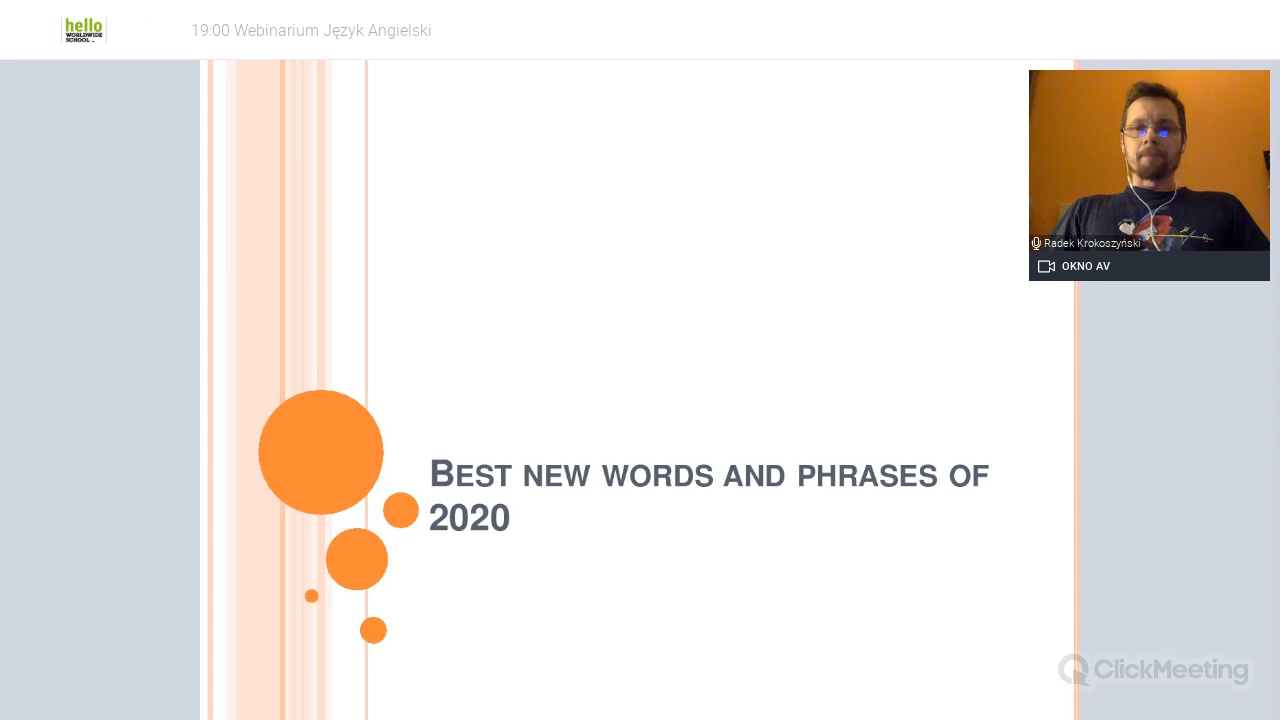 hello
WORLDWIDE
SCHOOL
19:00 Webinarium Język Angielski
Radek Krokoszyński
OKNO AV
BEST NEW WORDS AND PHRASES OF
2020
ClickMeeting